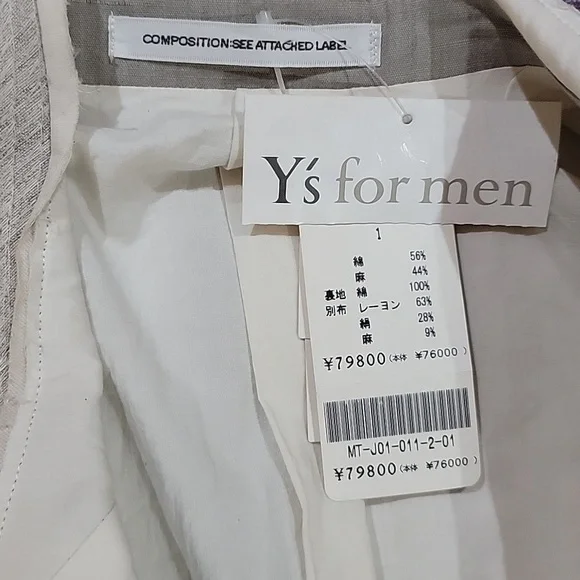 COMPOSITION:SEE ATTACHED LABEL
Y's for men
1
綿 56%
麻 44%
裏地 綿 100%
別布 レーヨン 63%
絹 28%
麻 9%
¥79800(本体 ¥76000)
MT-J01-011-2-01
¥79800(本体 ¥76000)